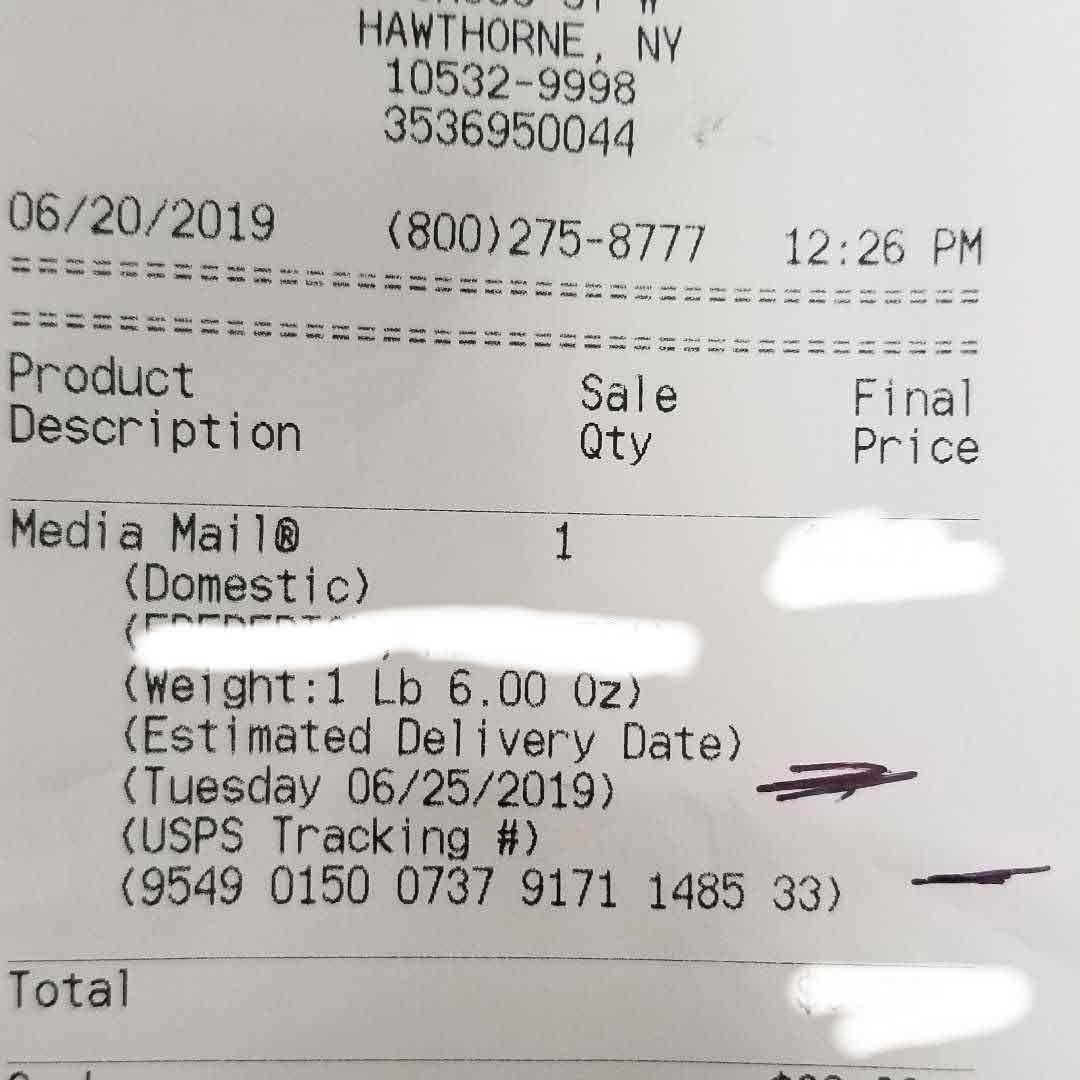 HAWTHORNE, NY
10532-9998
3536950044
06/20/2019 (800)275-8777 12:26 PM
Product Sale Final
Description Qty Price
Media Mail® 1
(Domestic)
(Weight:1 Lb 6.00 Oz)
(Estimated Delivery Date)
(Tuesday 06/25/2019)
(USPS Tracking #)
(9549 0150 0737 9171 1485 33)
Total